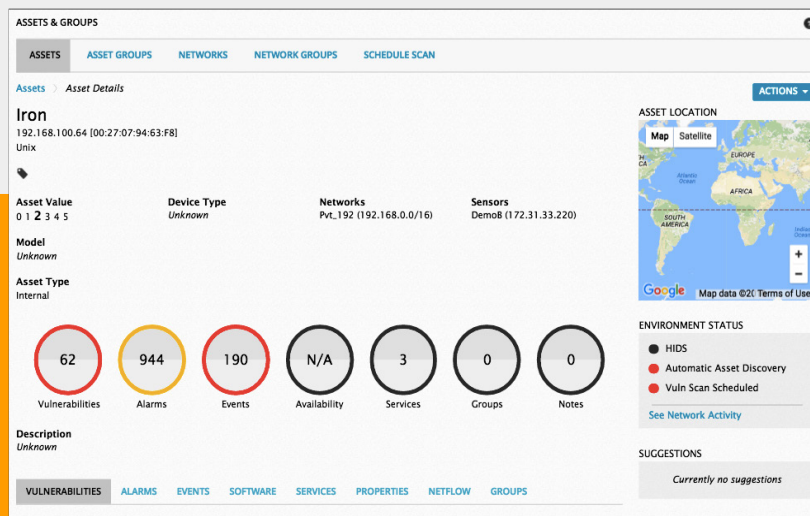 ASSETS & GROUPS
ASSETS ASSET GROUPS NETWORKS NETWORK GROUPS SCHEDULE SCAN
Assets Asset Details
ACTIONS
Iron
192.168.100.64 [00:27:07:94:63:F8]
Unix
Asset Value Device Type Networks Sensors
0 1 2 3 4 5 Unknown Pvt_192 (192.168.0.0/16) DemoB (172.31.33.220)
Model
Unknown
Asset Type
Internal
62 944 190 N/A 3 0 0
Vulnerabilities Alarms Events Availability Services Groups Notes
Description
Unknown
VULNERABILITIES ALARMS EVENTS SOFTWARE SERVICES PROPERTIES NETFLOW GROUPS
ASSET LOCATION
Map Satellite
EUROPE
Atlantic
Ocean
AFRICA
SOUTH
AMERICA
Indian
Ocean
+
−
Google Map data ©20 Terms of Use
ENVIRONMENT STATUS
HIDS
Automatic Asset Discovery
Vuln Scan Scheduled
See Network Activity
SUGGESTIONS
Currently no suggestions